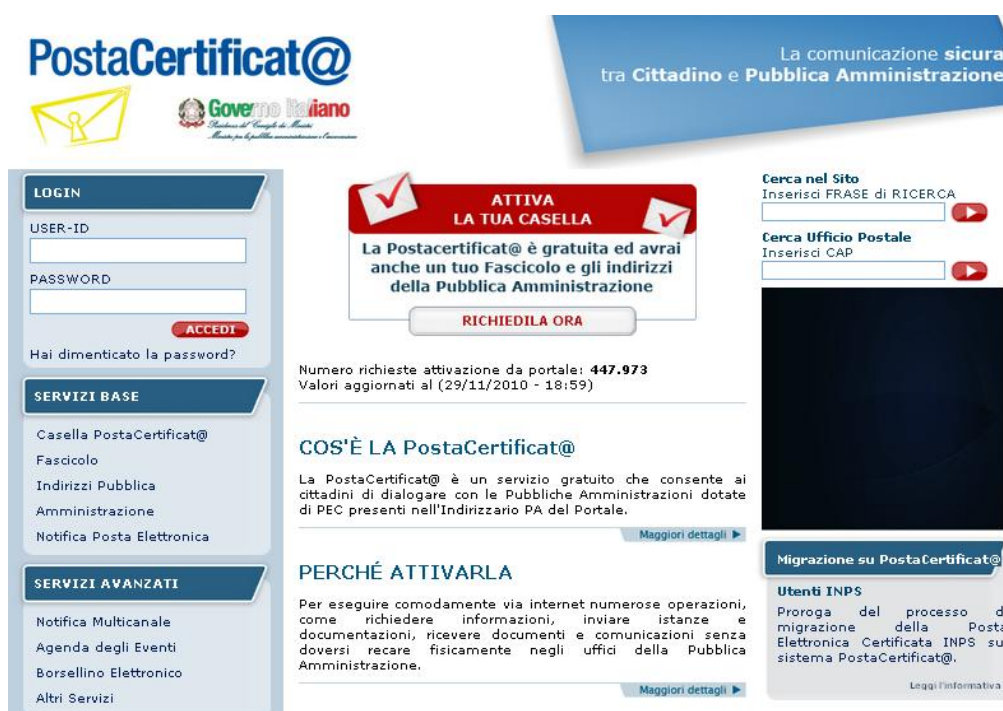 PostaCertificat@
Governo Italiano
La comunicazione sicura
tra Cittadino e Pubblica Amministrazione
LOGIN
USER-ID
PASSWORD
ACCEDI
Hai dimenticato la password?
SERVIZI BASE
Casella PostaCertificat@
Fascicolo
Indirizzi Pubblica
Amministrazione
Notifica Posta Elettronica
SERVIZI AVANZATI
Notifica Multicanale
Agenda degli Eventi
Borsellino Elettronico
Altri Servizi
ATTIVA
LA TUA CASELLA
La Postacertificat@ è gratuita ed avrai
anche un tuo Fascicolo e gli indirizzi
della Pubblica Amministrazione
RICHIEDILA ORA
Numero richieste attivazione da portale: 447.973
Valori aggiornati al (29/11/2010 - 18:59)
COS'È LA PostaCertificat@
La PostaCertificat@ è un servizio gratuito che consente ai
cittadini di dialogare con le Pubbliche Amministrazioni dotate
di PEC presenti nell'Indirizzario PA del Portale.
Maggiori dettagli
PERCHÉ ATTIVARLA
Per eseguire comodamente via internet numerose operazioni,
come richiedere informazioni, inviare istanze e
documentazioni, ricevere documenti e comunicazioni senza
doversi recare fisicamente negli uffici della Pubblica
Amministrazione.
Maggiori dettagli
Cerca nel Sito
Inserisci FRASE di RICERCA
Cerca Ufficio Postale
Inserisci CAP
Migrazione su PostaCertificat@
Utenti INPS
Proroga del processo d
migrazione della Posta
Elettronica Certificata INPS su
sistema PostaCertificat@.
Leggi l'informativa